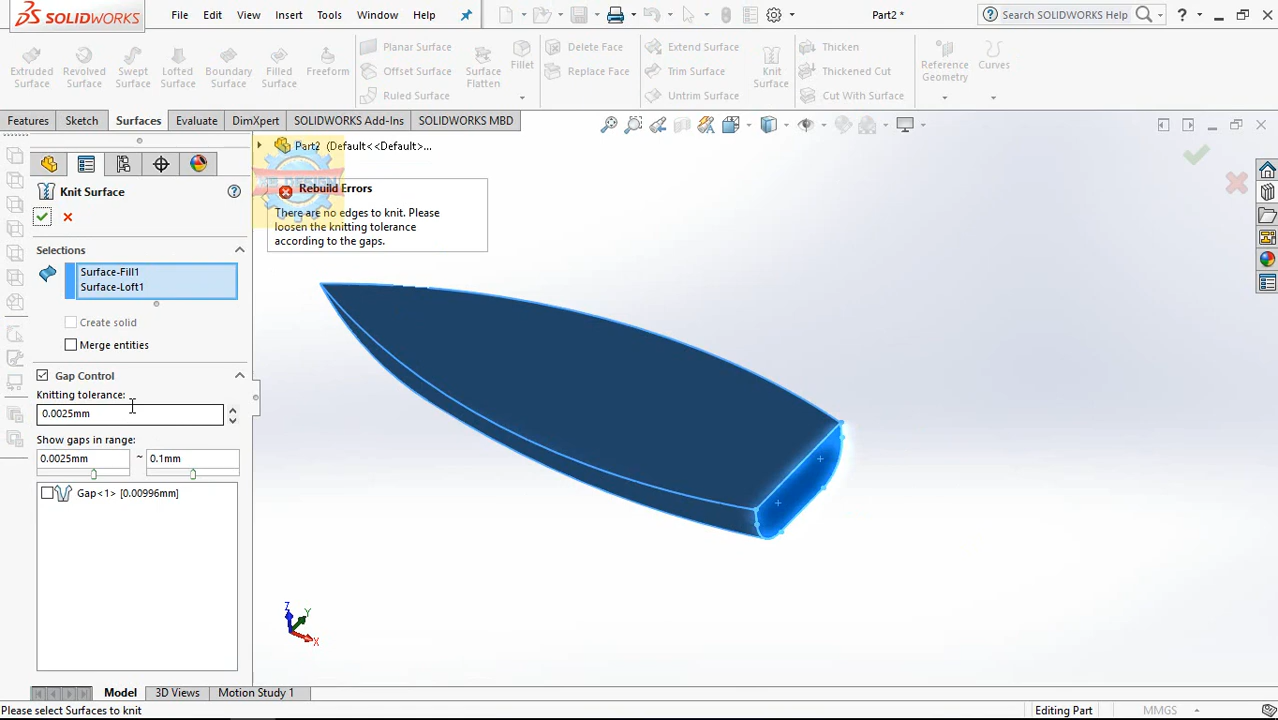 SOLIDWORKS
File Edit View Insert Tools Window Help
Part2 *
Search SOLIDWORKS Help
?
Extruded Surface
Revolved Surface
Swept Surface
Lofted Surface
Boundary Surface
Filled Surface
Freeform
Planar Surface
Offset Surface
Ruled Surface
Surface Flatten
Fillet
Delete Face
Replace Face
Extend Surface
Trim Surface
Untrim Surface
Knit Surface
Thicken
Thickened Cut
Cut With Surface
Reference Geometry
Curves
Features Sketch Surfaces Evaluate DimXpert SOLIDWORKS Add-Ins SOLIDWORKS MBD
Part2 (Default<<Default>...
Knit Surface
?
Rebuild Errors
There are no edges to knit. Please
loosen the knitting tolerance
according to the gaps.
Selections
Surface-Fill1
Surface-Loft1
Create solid
Merge entities
Gap Control
Knitting tolerance:
0.0025mm
Show gaps in range:
0.0025mm ~ 0.1mm
Gap<1> [0.00996mm]
Z
Y
X
Model 3D Views Motion Study 1
Please select Surfaces to knit
Editing Part
MMGS